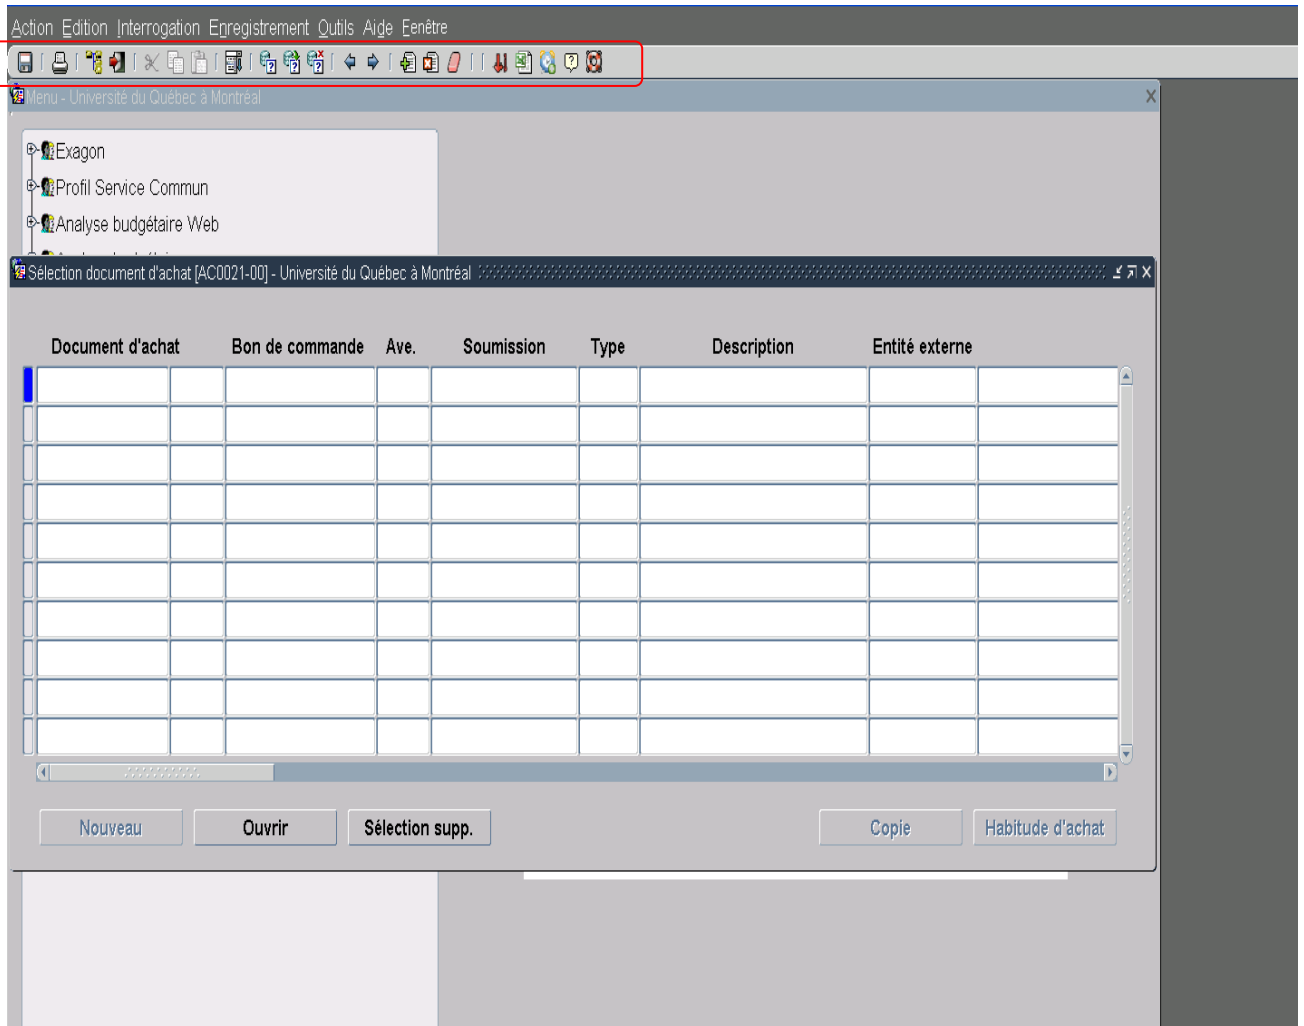 Action Edition Interrogation Enregistrement Outils Aide Fenêtre
Menu - Université du Québec à Montréal
Exagon
Profil Service Commun
Analyse budgétaire Web
Sélection document d'achat [AC0021-00] - Université du Québec à Montréal
Document d'achat Bon de commande Ave. Soumission Type Description Entité externe
Nouveau Ouvrir Sélection supp. Copie Habitude d'achat